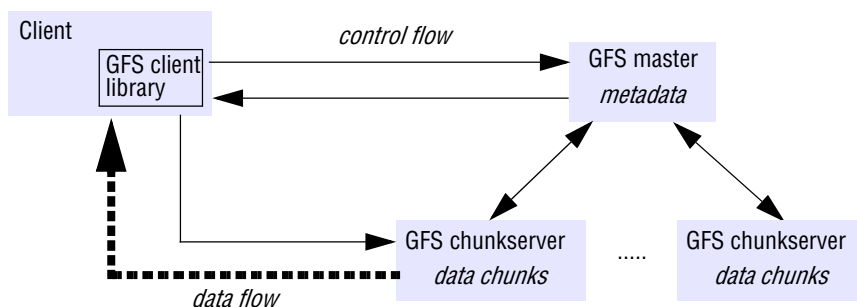 Client
GFS client
library
control flow
GFS master
metadata
GFS chunkserver
data chunks
.....
GFS chunkserver
data chunks
data flow